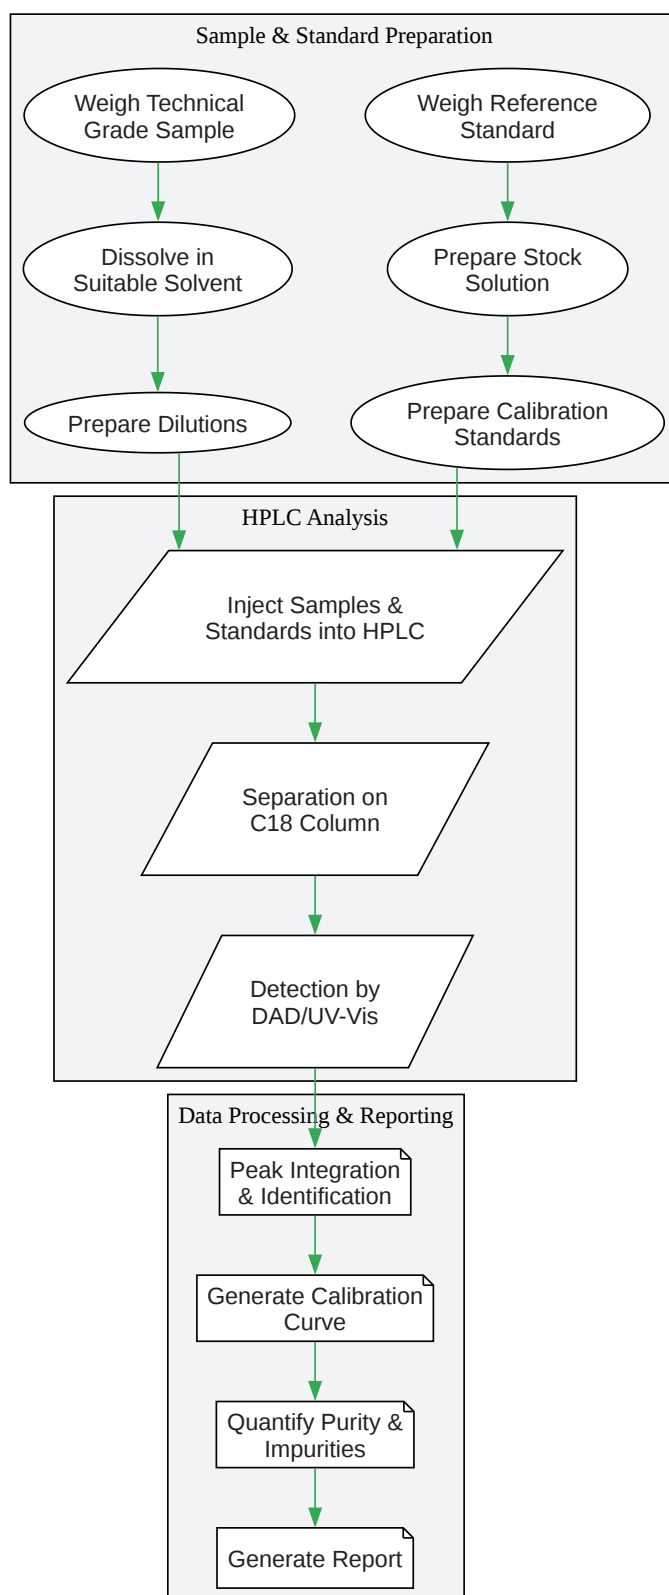 Sample & Standard Preparation
Weigh Technical
Grade Sample
Weigh Reference
Standard
Dissolve in
Suitable Solvent
Prepare Stock
Solution
Prepare Dilutions
Prepare Calibration
Standards
HPLC Analysis
Inject Samples &
Standards into HPLC
Separation on
C18 Column
Detection by
DAD/UV-Vis
Data Processing & Reporting
Peak Integration
& Identification
Generate Calibration
Curve
Quantify Purity &
Impurities
Generate Report